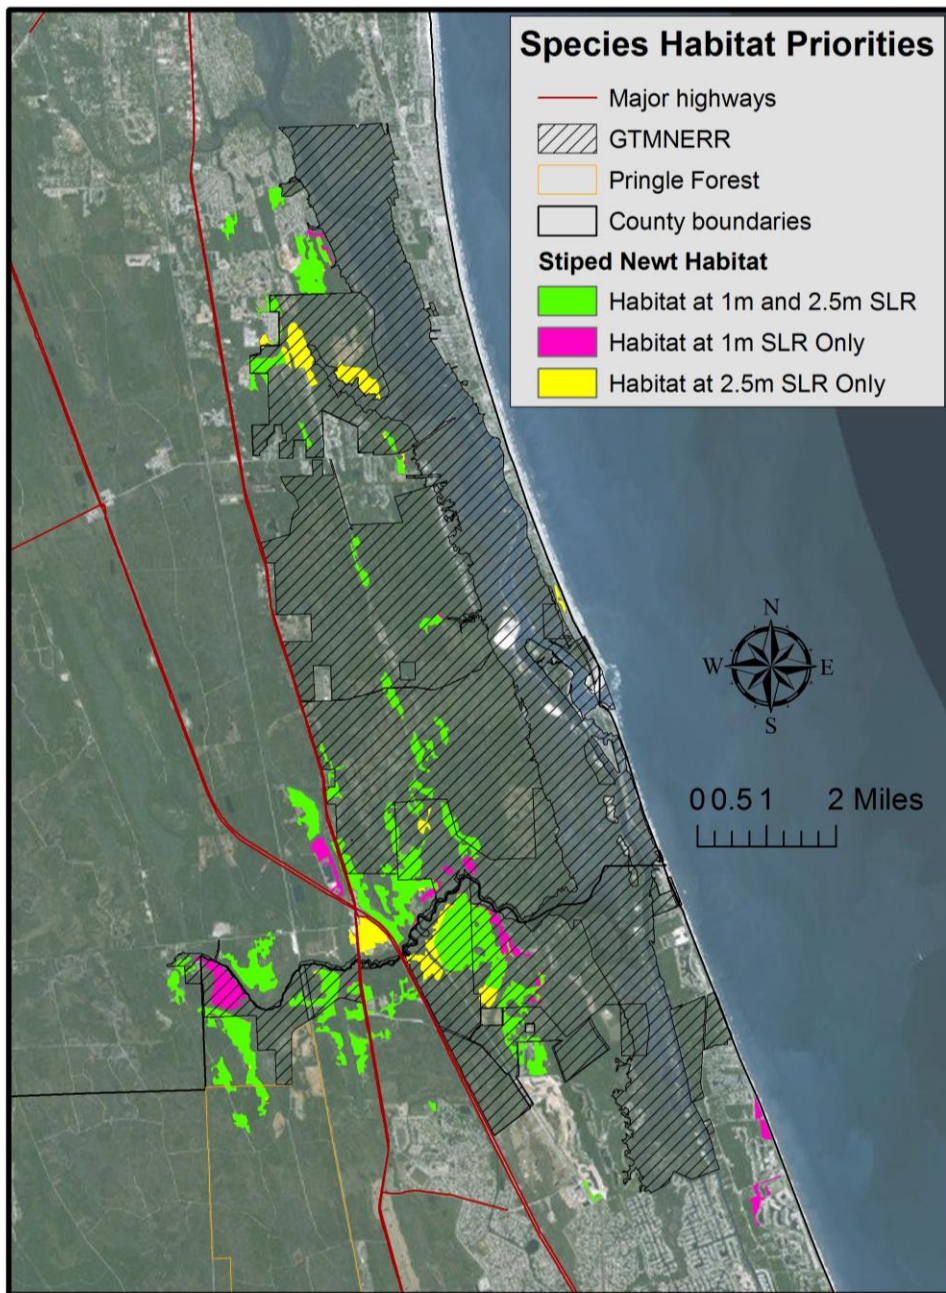 Species Habitat Priorities
Major highways
GTMNERR
Pringle Forest
County boundaries
Stiped Newt Habitat
Habitat at 1m and 2.5m SLR
Habitat at 1m SLR Only
Habitat at 2.5m SLR Only
N
W E
S
0 0.5 1 2 Miles